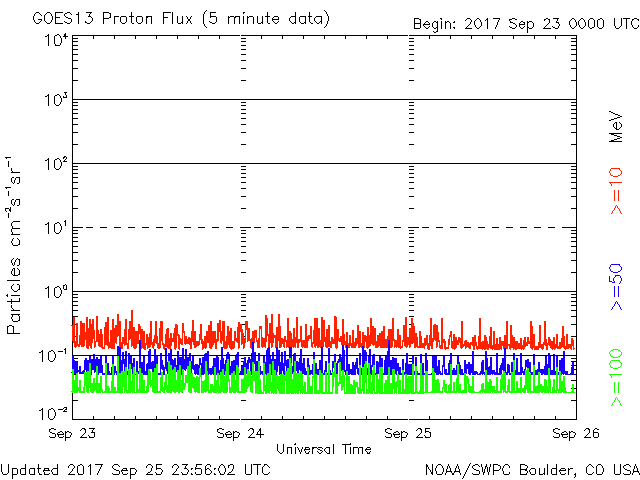 GOES13 Proton Flux (5 minute data)
Begin: 2017 Sep 23 0000 UTC
Particles cm⁻²s⁻¹sr⁻¹
10⁴
10³
10²
10¹
10⁰
10⁻¹
10⁻²
MeV
>=10
>=50
>=100
Sep 23
Sep 24
Sep 25
Sep 26
Universal Time
Updated 2017 Sep 25 23:56:02 UTC
NOAA/SWPC Boulder, CO USA